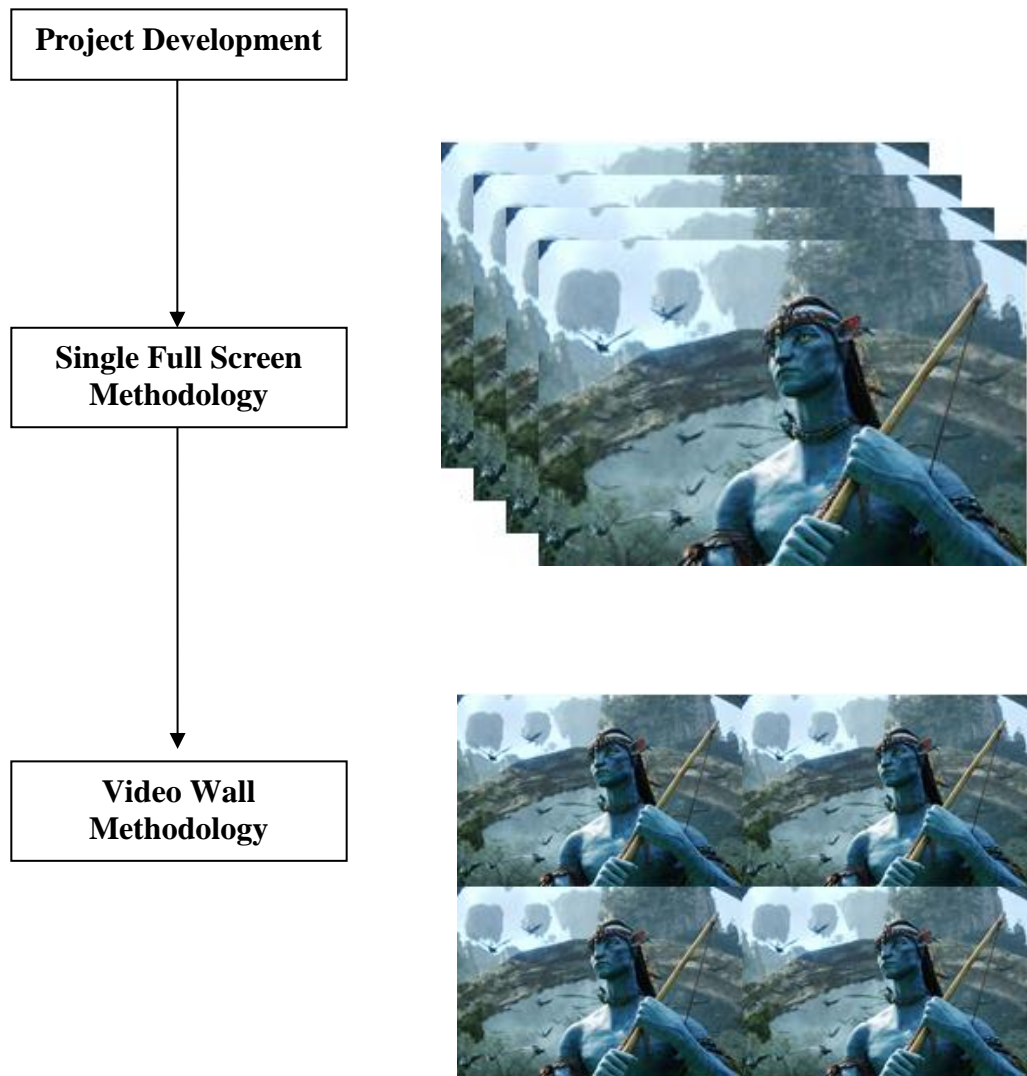 Project Development
Single Full Screen
Methodology
Video Wall
Methodology